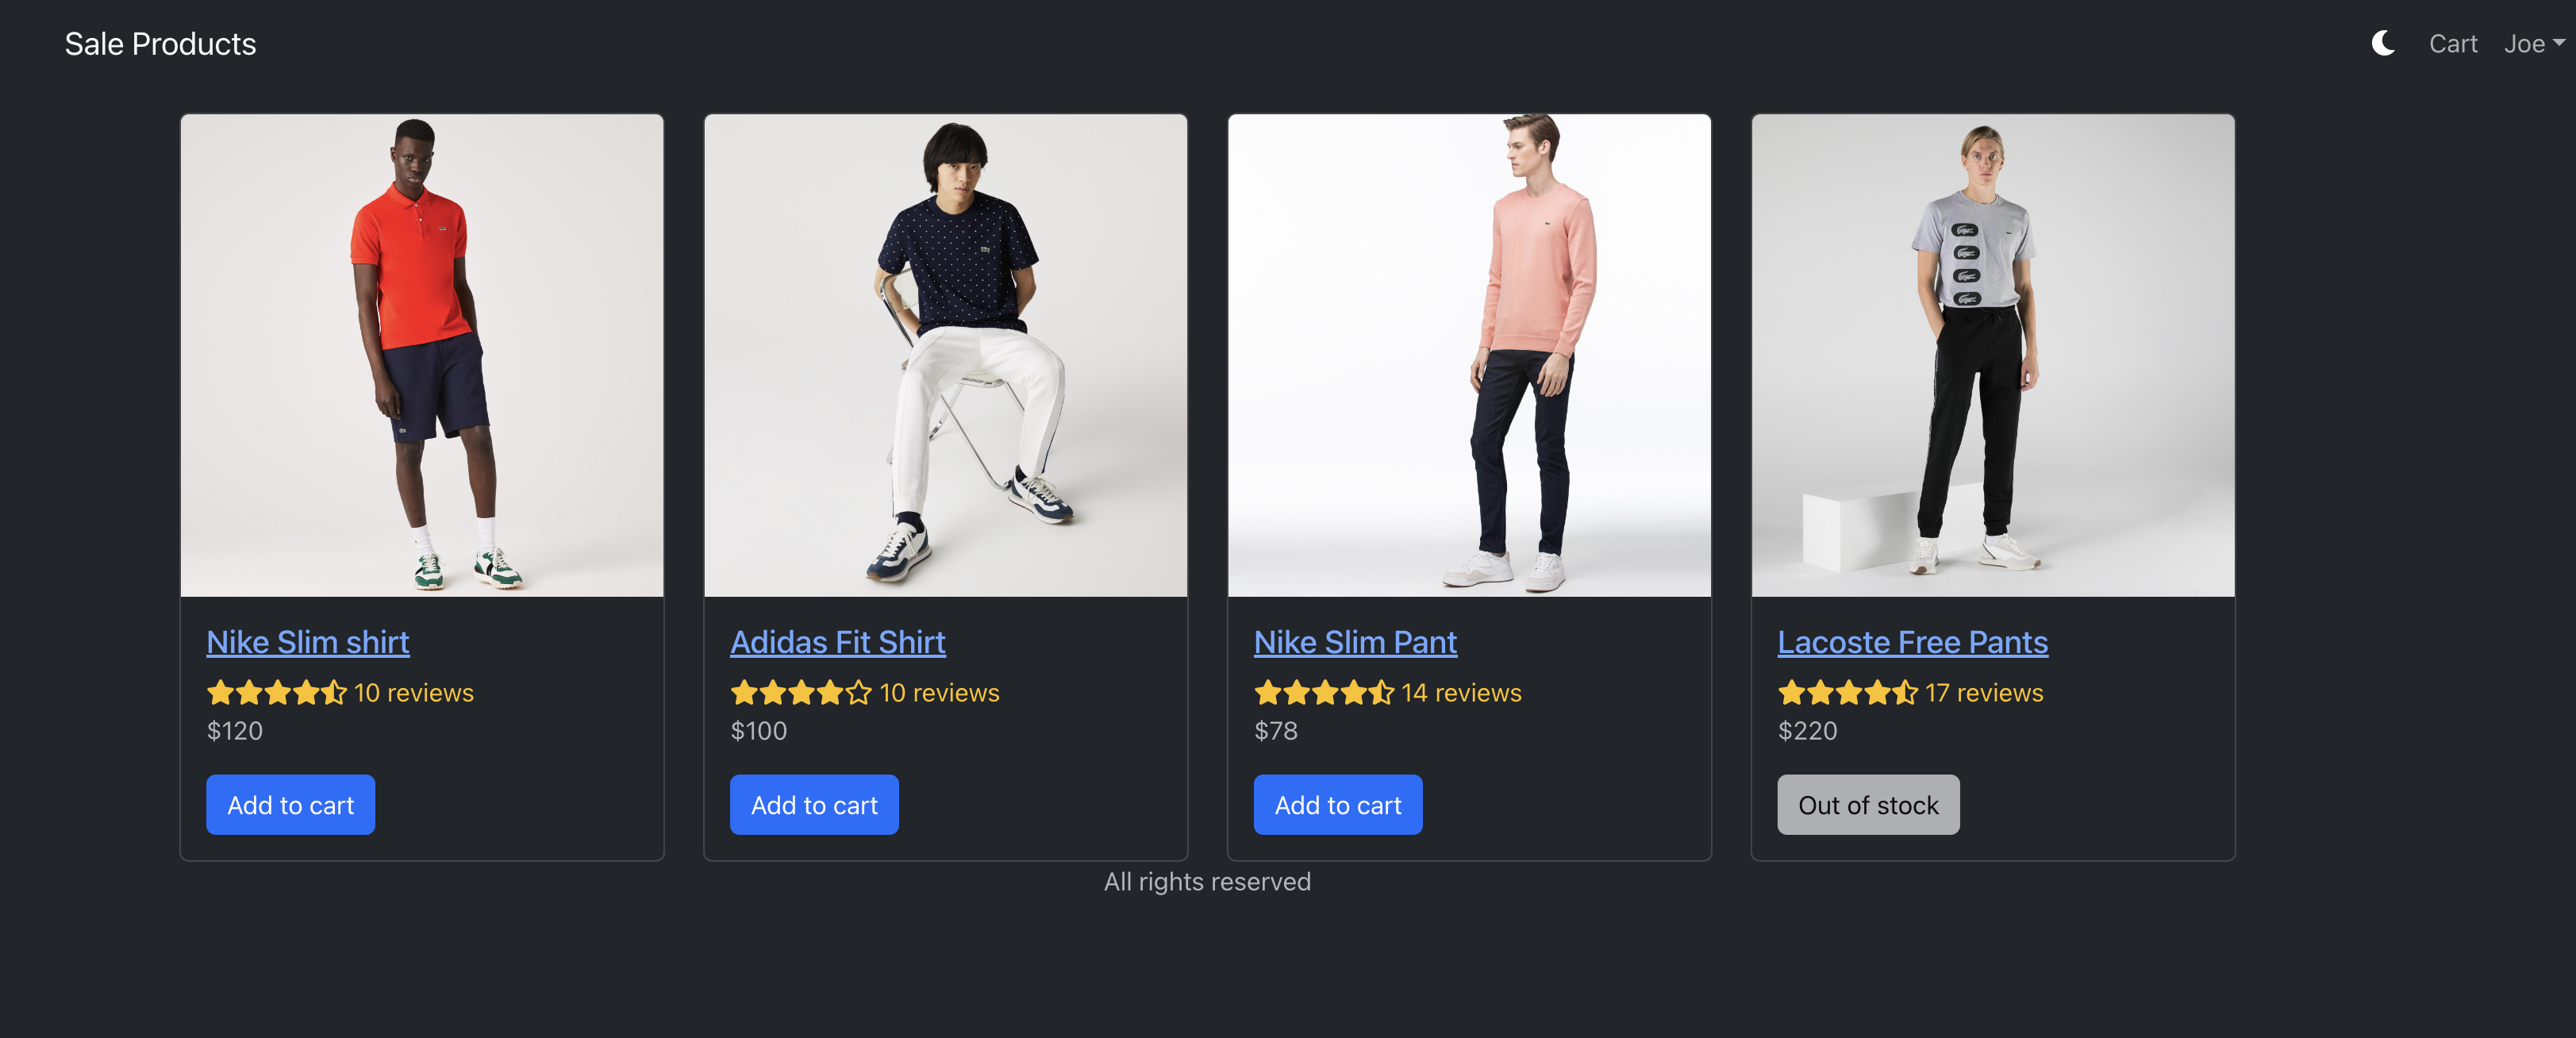 Sale Products
Cart
Joe
Nike Slim shirt
10 reviews
$120
Add to cart
Adidas Fit Shirt
10 reviews
$100
Add to cart
Nike Slim Pant
14 reviews
$78
Add to cart
Lacoste Free Pants
17 reviews
$220
Out of stock
All rights reserved